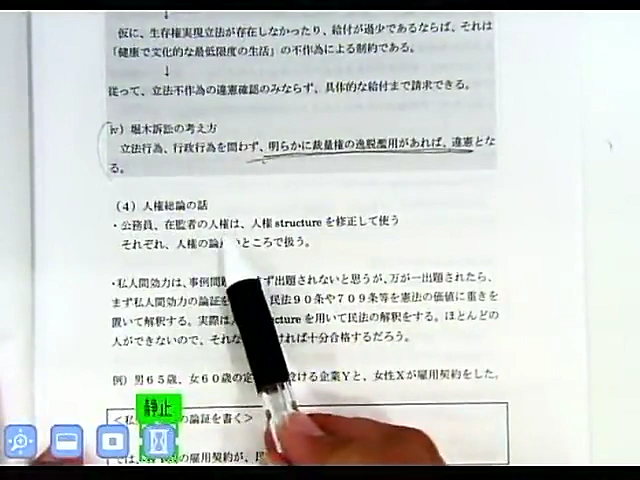 ↓
仮に、生存権実現立法が存在しなかったり、給付が過少であるならば、それは
「健康で文化的な最低限度の生活」の不作為による制約である。
↓
従って、立法不作為の違憲確認のみならず、具体的な給付まで請求できる。
ⅳ）堀木訴訟の考え方
立法行為、行政行為を問わず、明らかに裁量権の逸脱濫用があれば、違憲とな
る。
（4）人権総論の話
・公務員、在監者の人権は、人権structureを修正して使う
それぞれ、人権の論 ところで扱う。
・私人間効力は、事例問 ず出題されないと思うが、万が一出題されたら、
まず私人間効力の論証を 民法９０条や７０９条等を憲法の価値に重きを
置いて解釈する。実際は ctureを用いて民法の解釈をする。ほとんどの
人ができないので、それ ければ十分合格するだろう。
例）男６５歳、女６０歳の定 設ける企業Yと、女性Xが雇用契約をした。
静止
＜私 の論証を書く＞
では、 の雇用契約が、